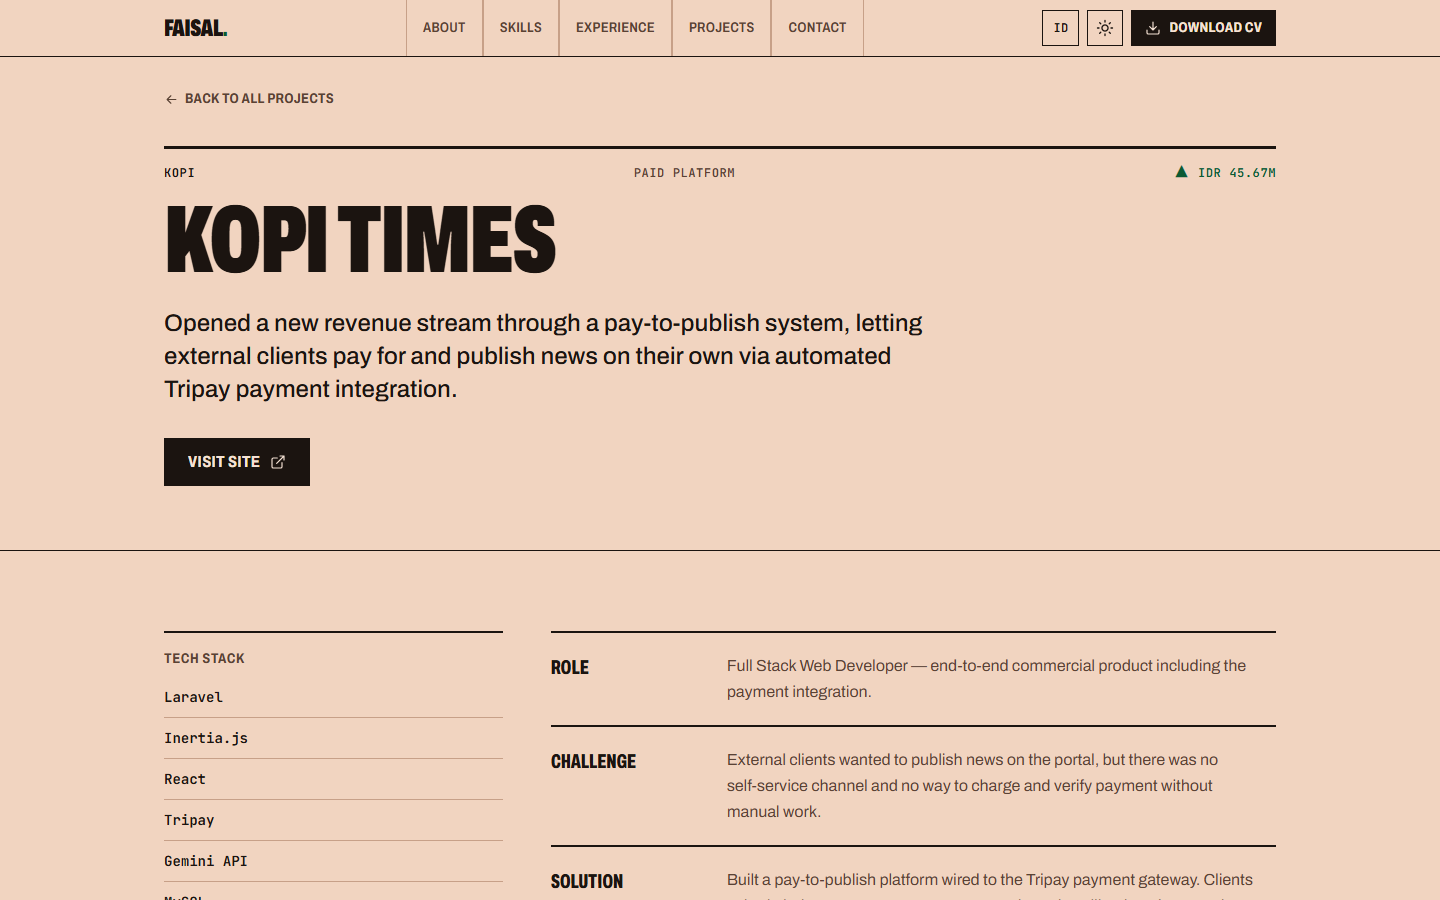 FAISAL.
ABOUT
SKILLS
EXPERIENCE
PROJECTS
CONTACT
ID
DOWNLOAD CV
← BACK TO ALL PROJECTS
KOPI
PAID PLATFORM
▲ IDR 45.67M
KOPI TIMES
Opened a new revenue stream through a pay-to-publish system, letting
external clients pay for and publish news on their own via automated
Tripay payment integration.
VISIT SITE
TECH STACK
Laravel
Inertia.js
React
Tripay
Gemini API
ROLE
Full Stack Web Developer — end-to-end commercial product including the
payment integration.
CHALLENGE
External clients wanted to publish news on the portal, but there was no
self-service channel and no way to charge and verify payment without
manual work.
SOLUTION
Built a pay-to-publish platform wired to the Tripay payment gateway. Clients